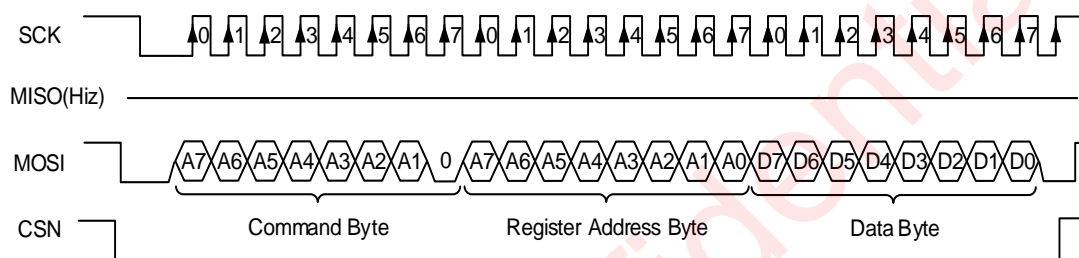 SCK 0 1 2 3 4 5 6 7 0 1 2 3 4 5 6 7 0 1 2 3 4 5 6 7
MISO(Hiz)
MOSI A7 A6 A5 A4 A3 A2 A1 0 A7 A6 A5 A4 A3 A2 A1 A0 D7 D6 D5 D4 D3 D2 D1 D0
CSN Command Byte Register Address Byte Data Byte
fidentia